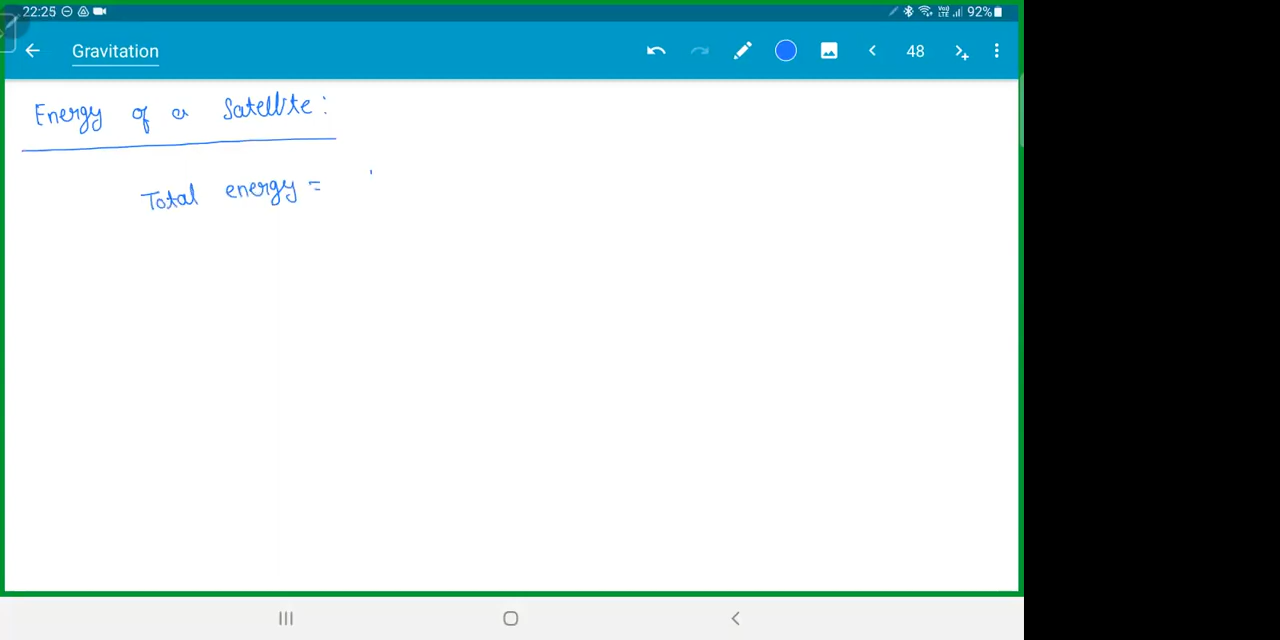 22:25 92%
Gravitation 48
Energy of a Satellite:
Total energy =